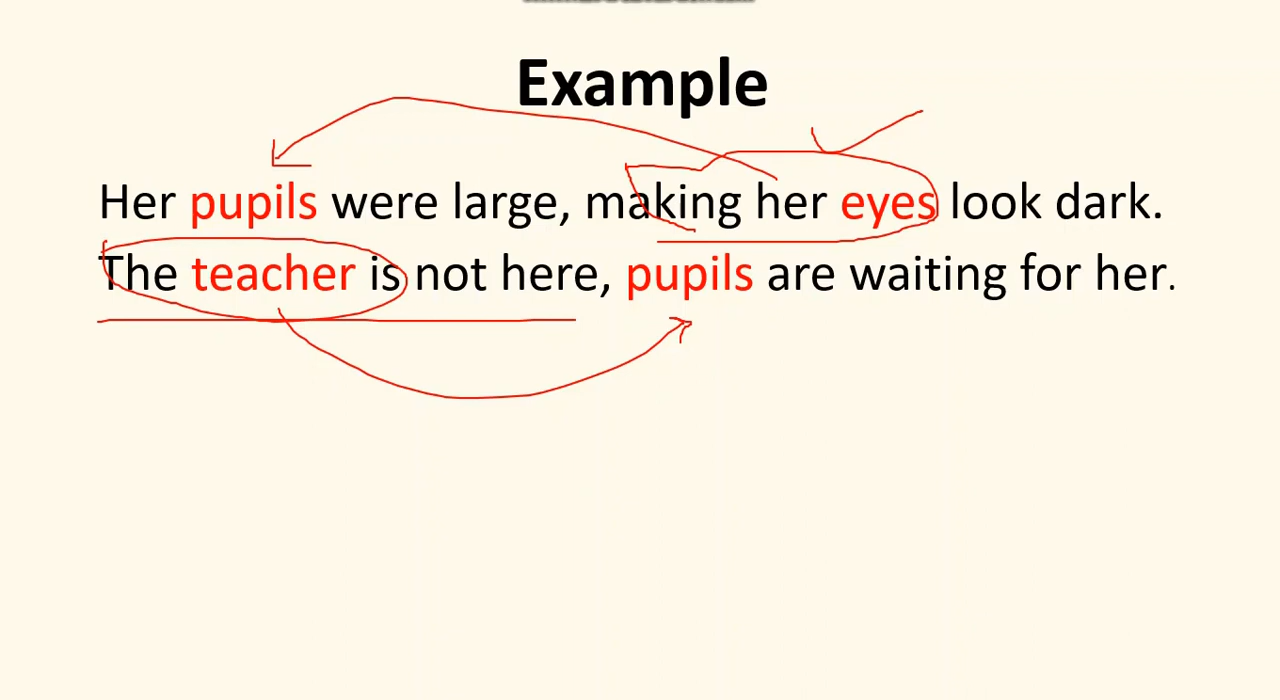 Example
Her pupils were large, making her eyes look dark.
The teacher is not here, pupils are waiting for her.